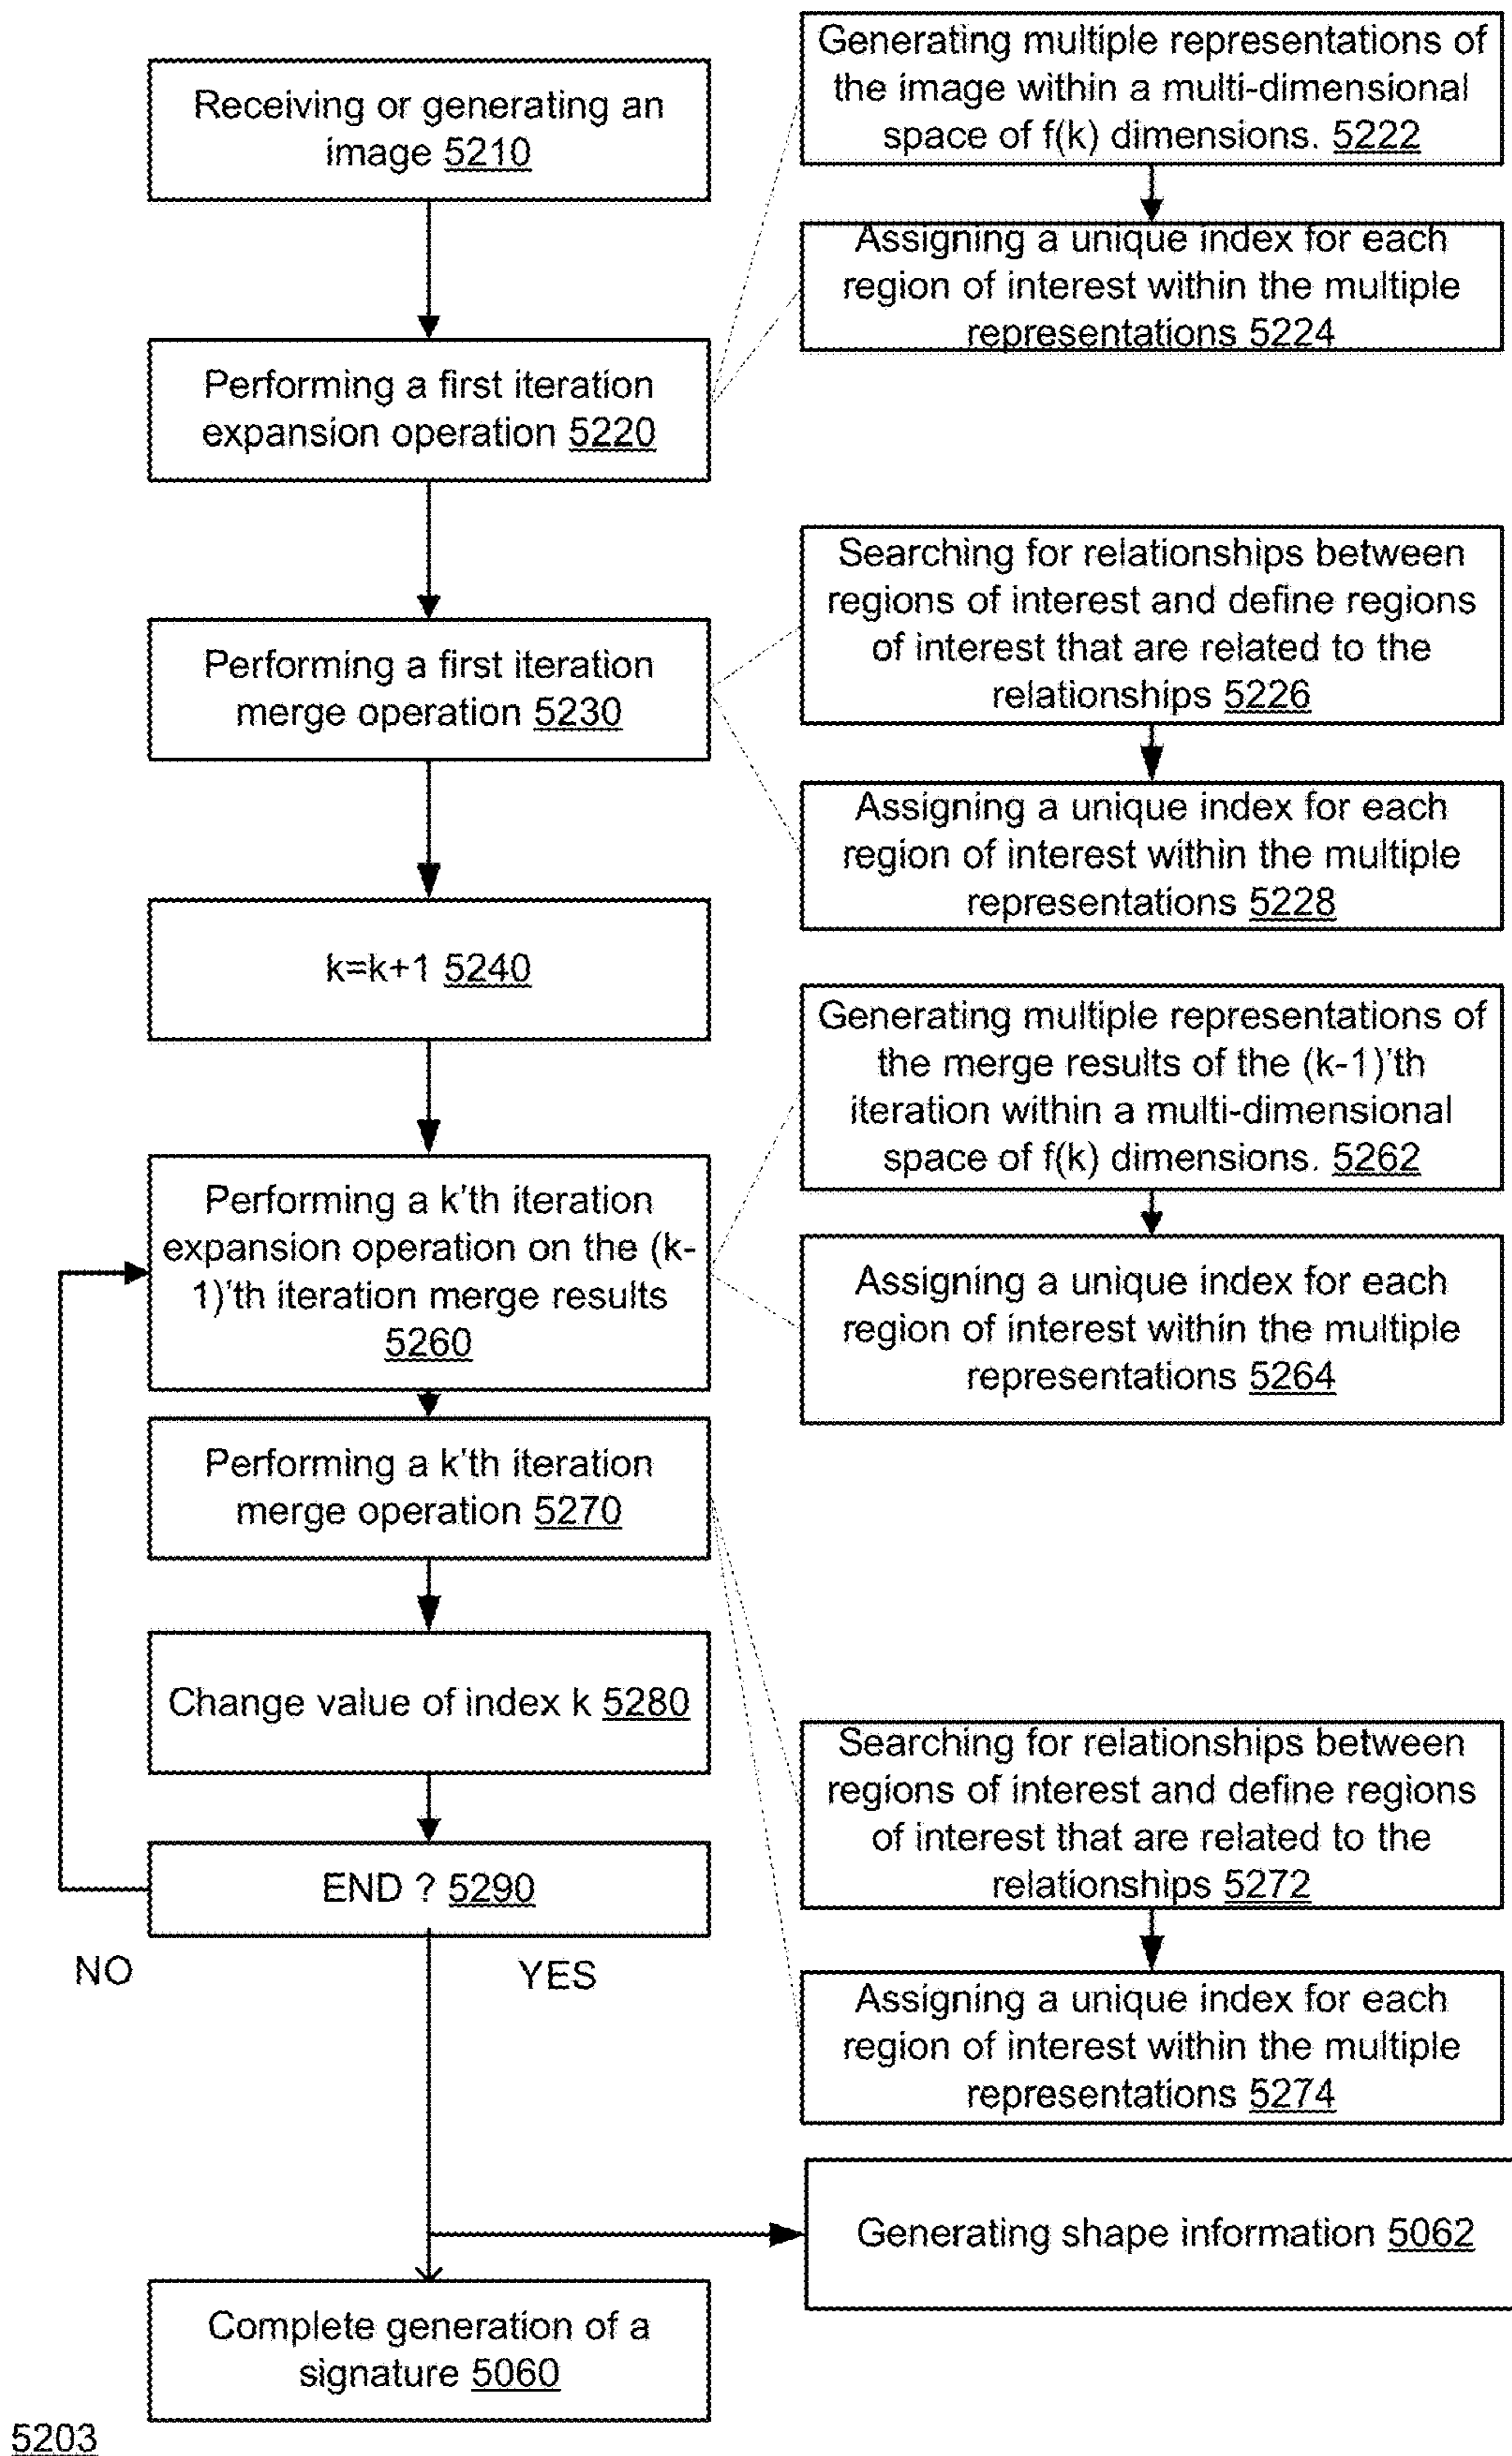 Receiving or generating an
image 5210
Generating multiple representations of
the image within a multi-dimensional
space of f(k) dimensions. 5222
Assigning a unique index for each
region of interest within the multiple
representations 5224
Performing a first iteration
expansion operation 5220
Searching for relationships between
regions of interest and define regions
of interest that are related to the
relationships 5226
Performing a first iteration
merge operation 5230
Assigning a unique index for each
region of interest within the multiple
representations 5228
k=k+1 5240
Generating multiple representations of
the merge results of the (k-1)'th
iteration within a multi-dimensional
space of f(k) dimensions. 5262
Performing a k'th iteration
expansion operation on the (k-
1)'th iteration merge results
5260
Assigning a unique index for each
region of interest within the multiple
representations 5264
Performing a k'th iteration
merge operation 5270
Change value of index k 5280
Searching for relationships between
regions of interest and define regions
of interest that are related to the
relationships 5272
END ? 5290
NO
YES
Assigning a unique index for each
region of interest within the multiple
representations 5274
Generating shape information 5062
Complete generation of a
signature 5060
5203